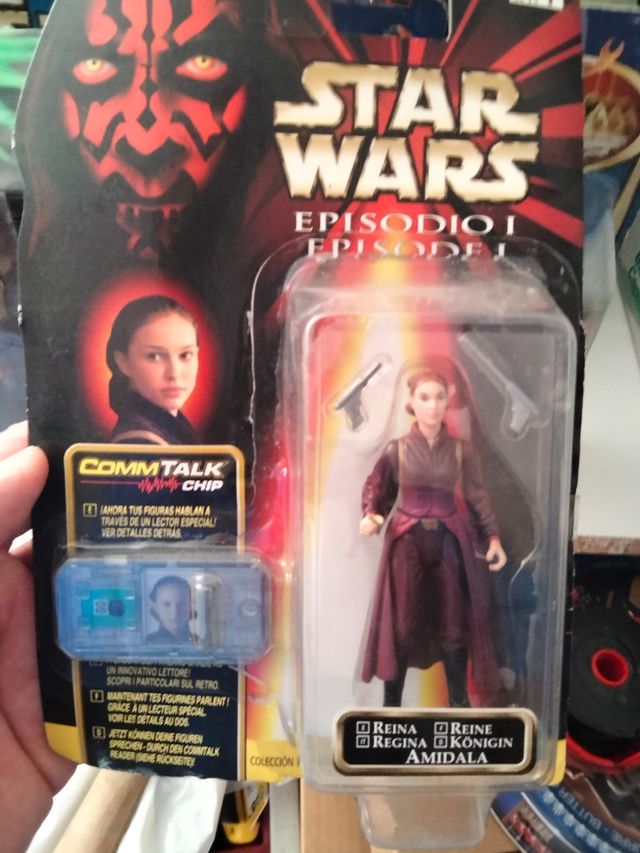 STAR
WARS
EPISODIO I
EPISODE I
COMMTALK
CHIP
E ¡AHORA TUS FIGURAS HABLAN A
TRAVÉS DE UN LECTOR ESPECIAL!
VER DETALLES DETRÁS.
UN INNOVATIVO LETTORE!
SCOPRI I PARTICOLARI SUL RETRO.
F MAINTENANT TES FIGURINES PARLENT!
GRÂCE À UN LECTEUR SPÉCIAL.
VOIR LES DÉTAILS AU DOS.
D JETZT KÖNNEN DEINE FIGUREN
SPRECHEN - DURCH DEN COMMTALK
READER (SIEHE RÜCKSEITE)!
COLECCIÓN
E REINA F REINE
REGINA D KÖNIGIN
AMIDALA